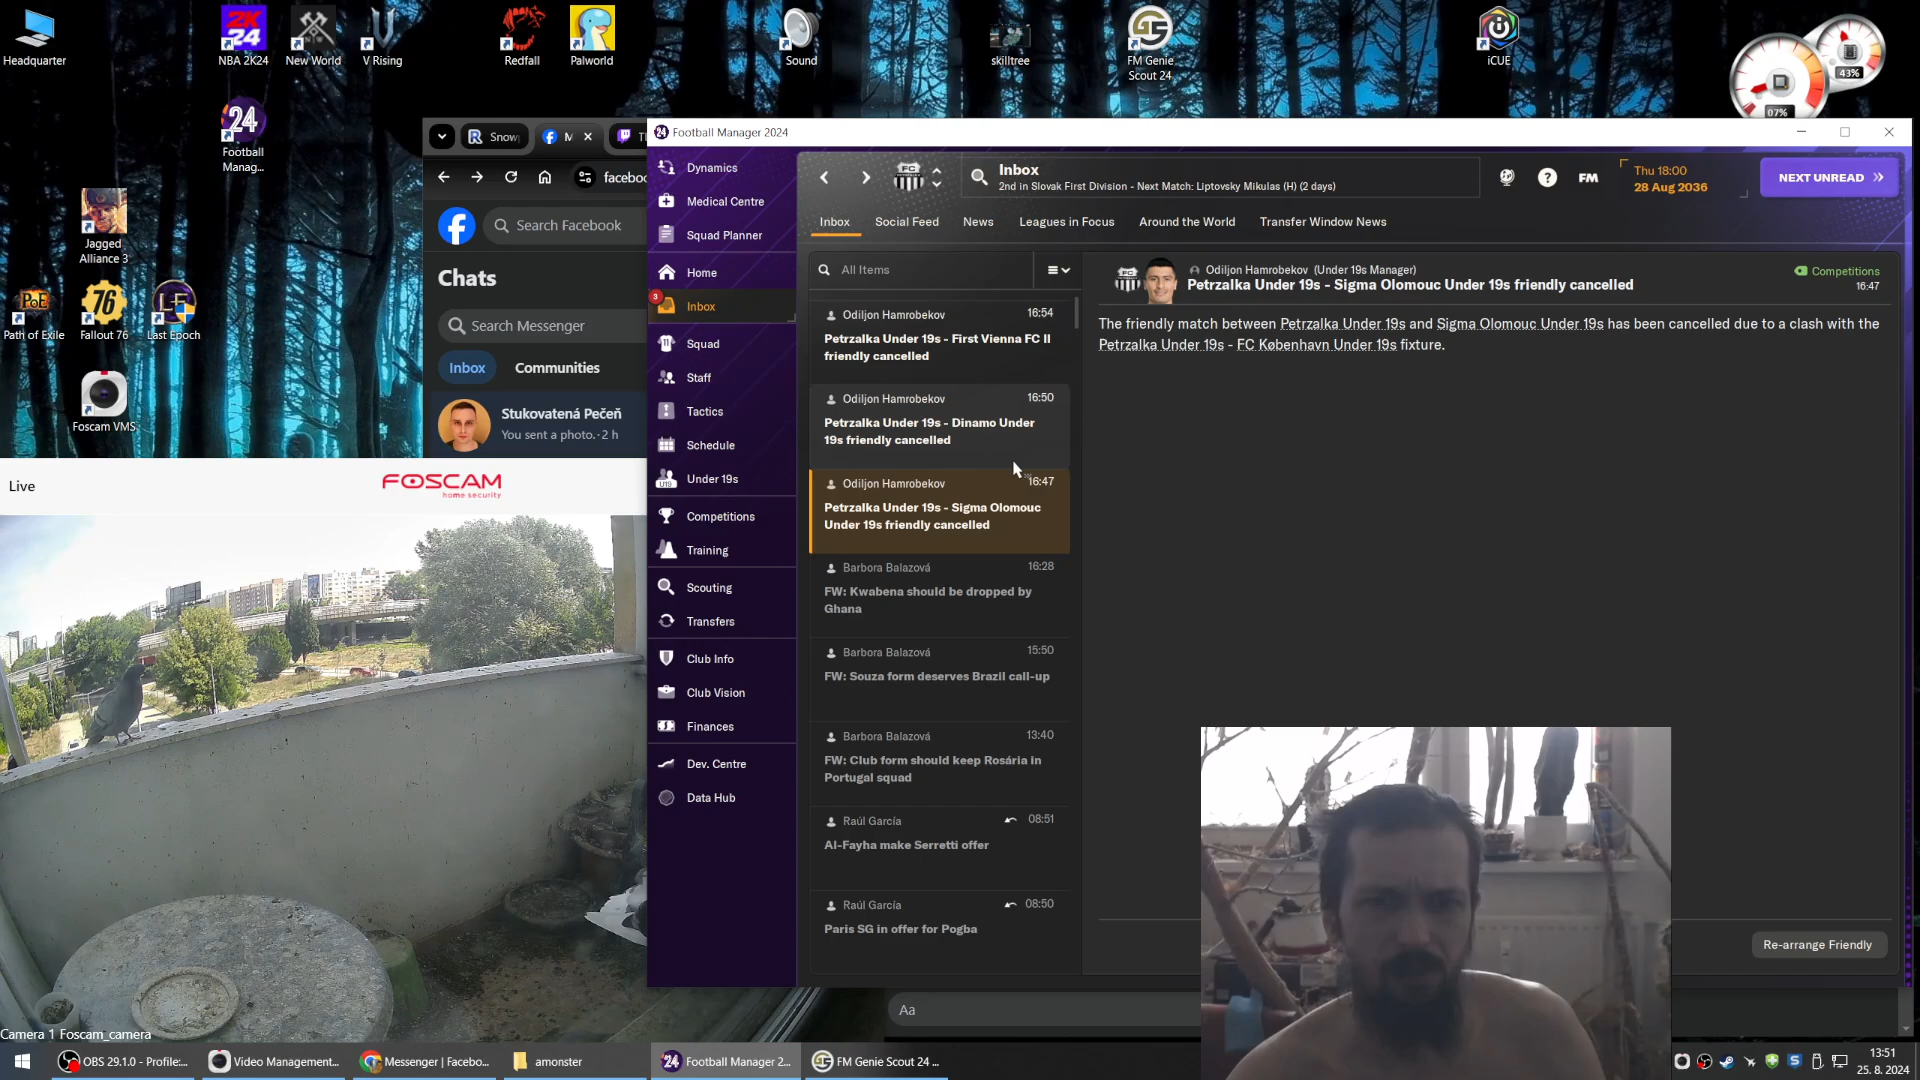 Headquarter
NBA 2K24
New World
V Rising
Redfall
Palworld
Sound
skilltree
FM Genie
Scout 24
iCUE
43%
07%
Football
Manag...
Jagged
Alliance 3
Path of Exile
Fallout 76
Last Epoch
Foscam VMS
Snow
M
faceboo
Search Facebook
Chats
Search Messenger
Inbox
Communities
Stukovatená Pečeň
You sent a photo. · 2 h
Live
FOSCAM
home security
Camera 1 Foscam_camera
Football Manager 2024
Dynamics
Medical Centre
Squad Planner
Home
3
Inbox
Squad
Staff
Tactics
Schedule
Under 19s
Competitions
Training
Scouting
Transfers
Club Info
Club Vision
Finances
Dev. Centre
Data Hub
Inbox
2nd in Slovak First Division - Next Match: Liptovsky Mikulas (H) (2 days)
FM
Thu 18:00
28 Aug 2036
NEXT UNREAD
Inbox
Social Feed
News
Leagues in Focus
Around the World
Transfer Window News
All Items
Odiljon Hamrobekov 16:54
Petrzalka Under 19s - First Vienna FC II
friendly cancelled
Odiljon Hamrobekov 16:50
Petrzalka Under 19s - Dinamo Under
19s friendly cancelled
Odiljon Hamrobekov 16:47
Petrzalka Under 19s - Sigma Olomouc
Under 19s friendly cancelled
Barbora Balazová 16:28
FW: Kwabena should be dropped by
Ghana
Barbora Balazová 15:50
FW: Souza form deserves Brazil call-up
Barbora Balazová 13:40
FW: Club form should keep Rosária in
Portugal squad
Raúl García 08:51
Al-Fayha make Serretti offer
Raúl García 08:50
Paris SG in offer for Pogba
Odiljon Hamrobekov (Under 19s Manager)
Petrzalka Under 19s - Sigma Olomouc Under 19s friendly cancelled
Competitions
16:47
The friendly match between Petrzalka Under 19s and Sigma Olomouc Under 19s has been cancelled due to a clash with the
Petrzalka Under 19s - FC København Under 19s fixture.
Re-arrange Friendly
Aa
OBS 29.1.0 - Profile:...
Video Management...
Messenger | Facebo...
amonster
Football Manager 2...
FM Genie Scout 24 ...
13:51
25. 8. 2024